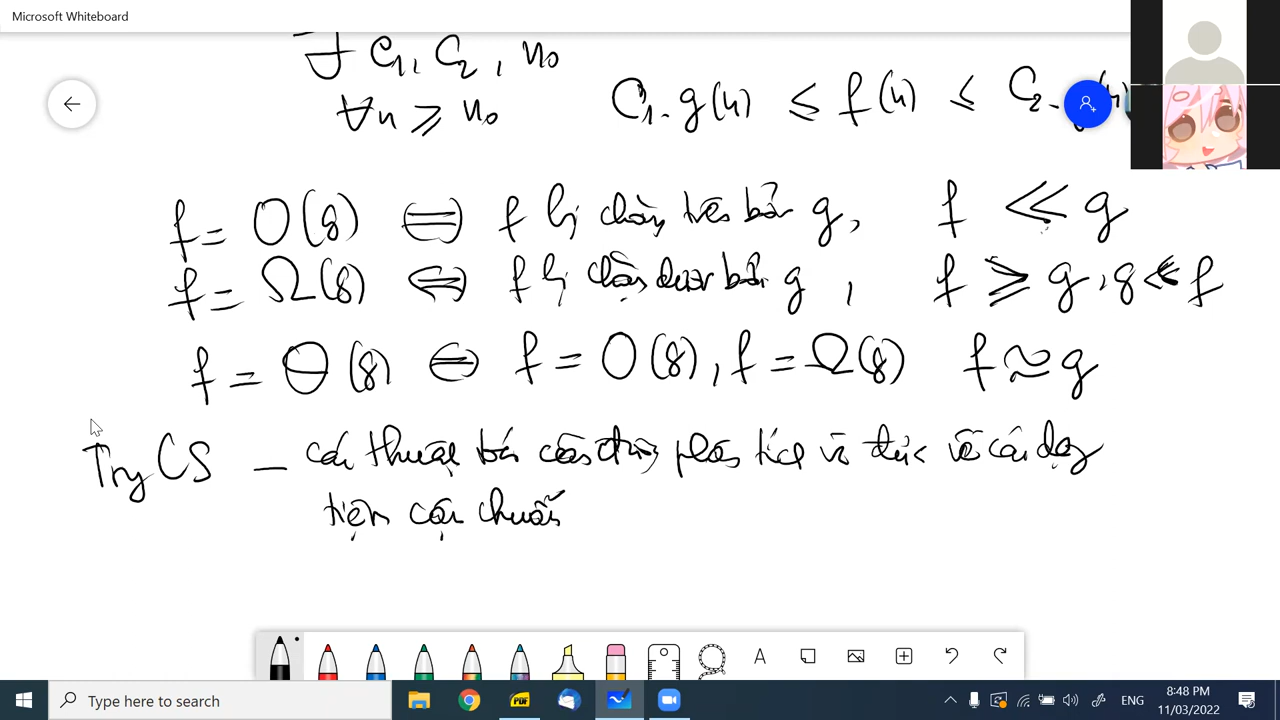 Microsoft Whiteboard
∃ C₁, C₂, n₀
∀n ⩾ n₀ C₁.g(n) ≤ f(n) ≤ C₂.g(n)
f = O(g) ⟺ f bị chặn trên bởi g, f ≪ g
f = Ω(g) ⟺ f bị chặn dưới bởi g, f ⩾ g, g ≪ f
f = Θ(g) ⟺ f = O(g), f = Ω(g) f ≈ g
Trong CS – các thuật toán cần được phân tích và đưa về các dạng
tiệm cận chuẩn
Type here to search
ENG
8:48 PM
11/03/2022